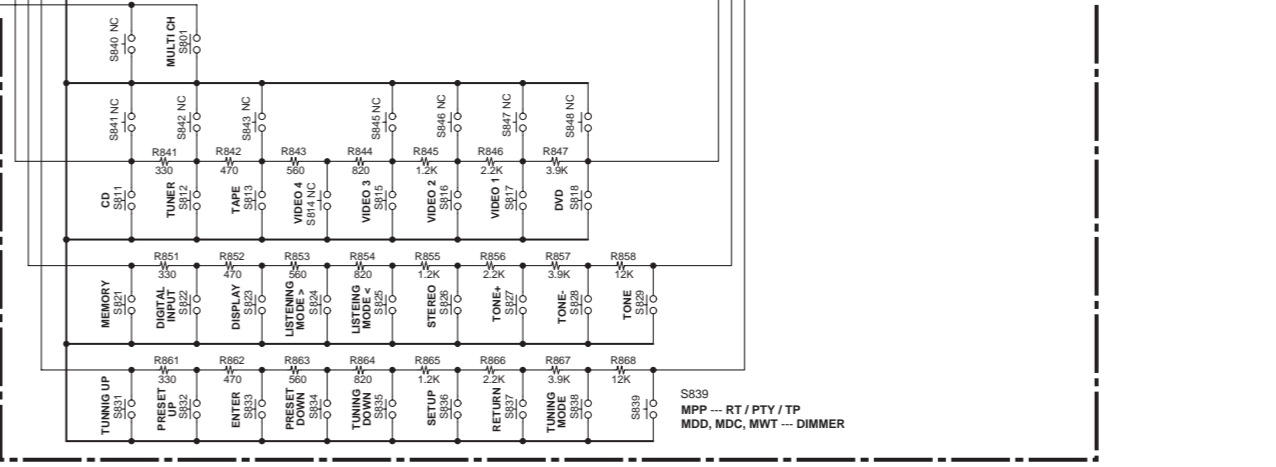 S840 NC
MULTI CH
S801
S841 NC
S842 NC
S843 NC
S845 NC
S846 NC
S847 NC
S848 NC
R841
R842
R843
R844
R845
R846
R847
330
470
560
820
1.2K
2.2K
3.9K
CD
S811
TUNER
S812
TAPE
S813
VIDEO 4
S814 NC
VIDEO 3
S815
VIDEO 2
S816
VIDEO 1
S817
DVD
S818
R851
R852
R853
R854
R855
R856
R857
R858
330
470
560
820
1.2K
2.2K
3.9K
12K
MEMORY
S821
DIGITAL
INPUT
S822
DISPLAY
S823
LISTENING
MODE >
S824
LISTEING
MODE <
S825
STEREO
S826
TONE+
S827
TONE-
S828
TONE
S829
R861
R862
R863
R864
R865
R866
R867
R868
330
470
560
820
1.2K
2.2K
3.9K
12K
TUNNIG UP
S831
PRESET
UP
S832
ENTER
S833
PRESET
DOWN
S834
TUNING
DOWN
S835
SETUP
S836
RETURN
S837
TUNING
MODE
S838
S839
S839
MPP --- RT / PTY / TP
MDD, MDC, MWT --- DIMMER